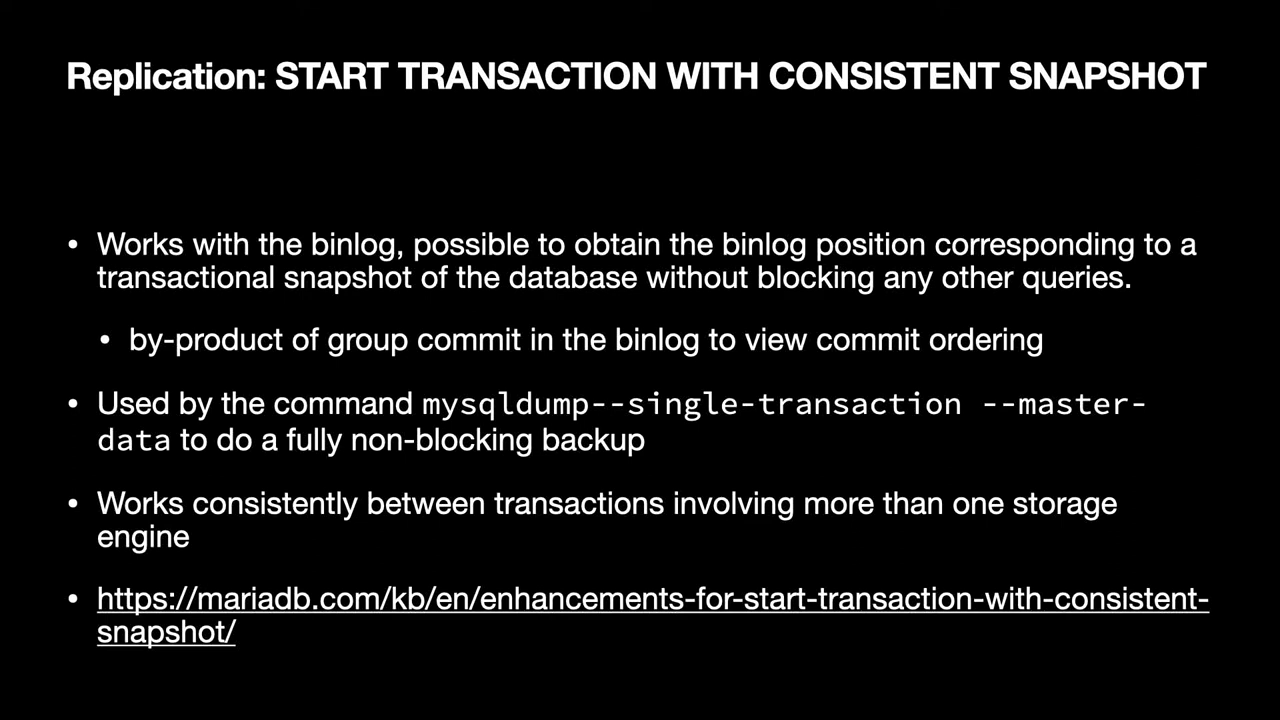 Replication: START TRANSACTION WITH CONSISTENT SNAPSHOT
• Works with the binlog, possible to obtain the binlog position corresponding to a
transactional snapshot of the database without blocking any other queries.
• by-product of group commit in the binlog to view commit ordering
• Used by the command mysqldump--single-transaction --master-
data to do a fully non-blocking backup
• Works consistently between transactions involving more than one storage
engine
• https://mariadb.com/kb/en/enhancements-for-start-transaction-with-consistent-
snapshot/